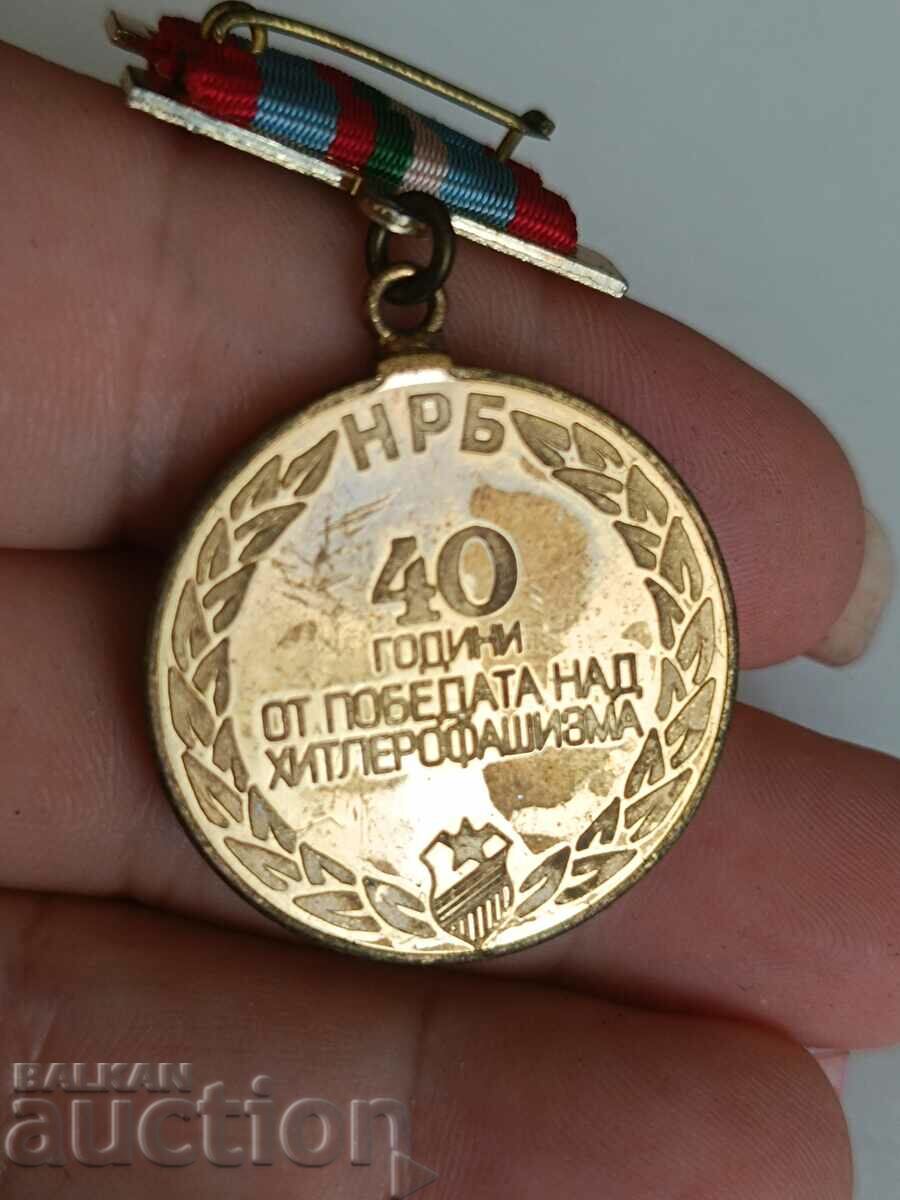 НРБ
40
ГОДИНИ
ОТ ПОБЕДАТА НАД
ХИТЛЕРОФАШИЗМА
BALKAN
auction